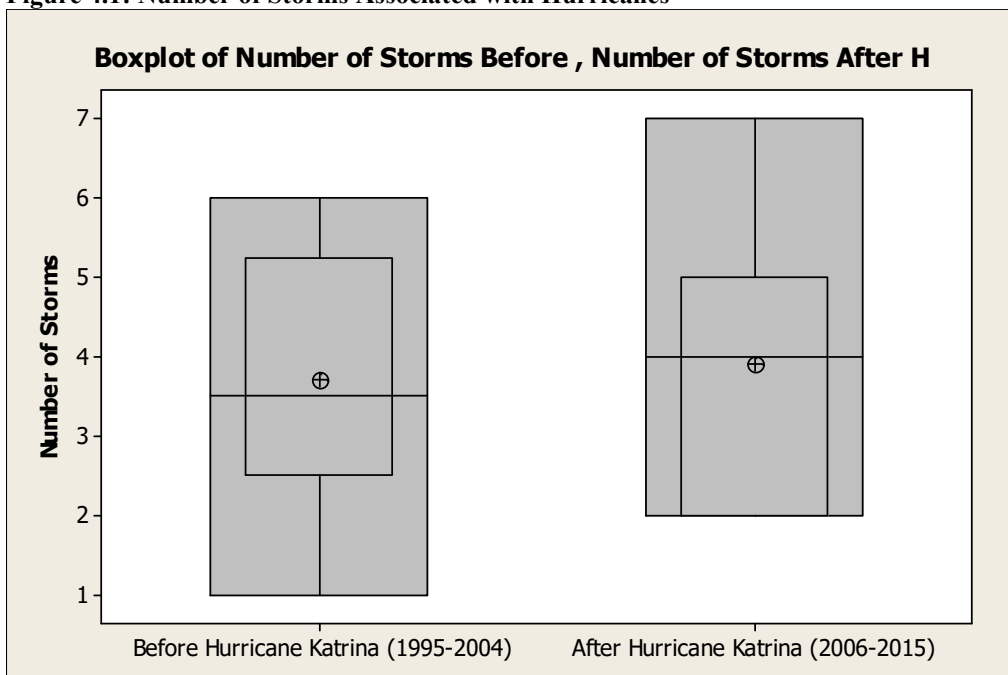 Figure 4.1: Number of Storms Associated with Hurricanes
Boxplot of Number of Storms Before , Number of Storms After H
7
6
5
4
3
2
1
Number of Storms
Before Hurricane Katrina (1995-2004)
After Hurricane Katrina (2006-2015)